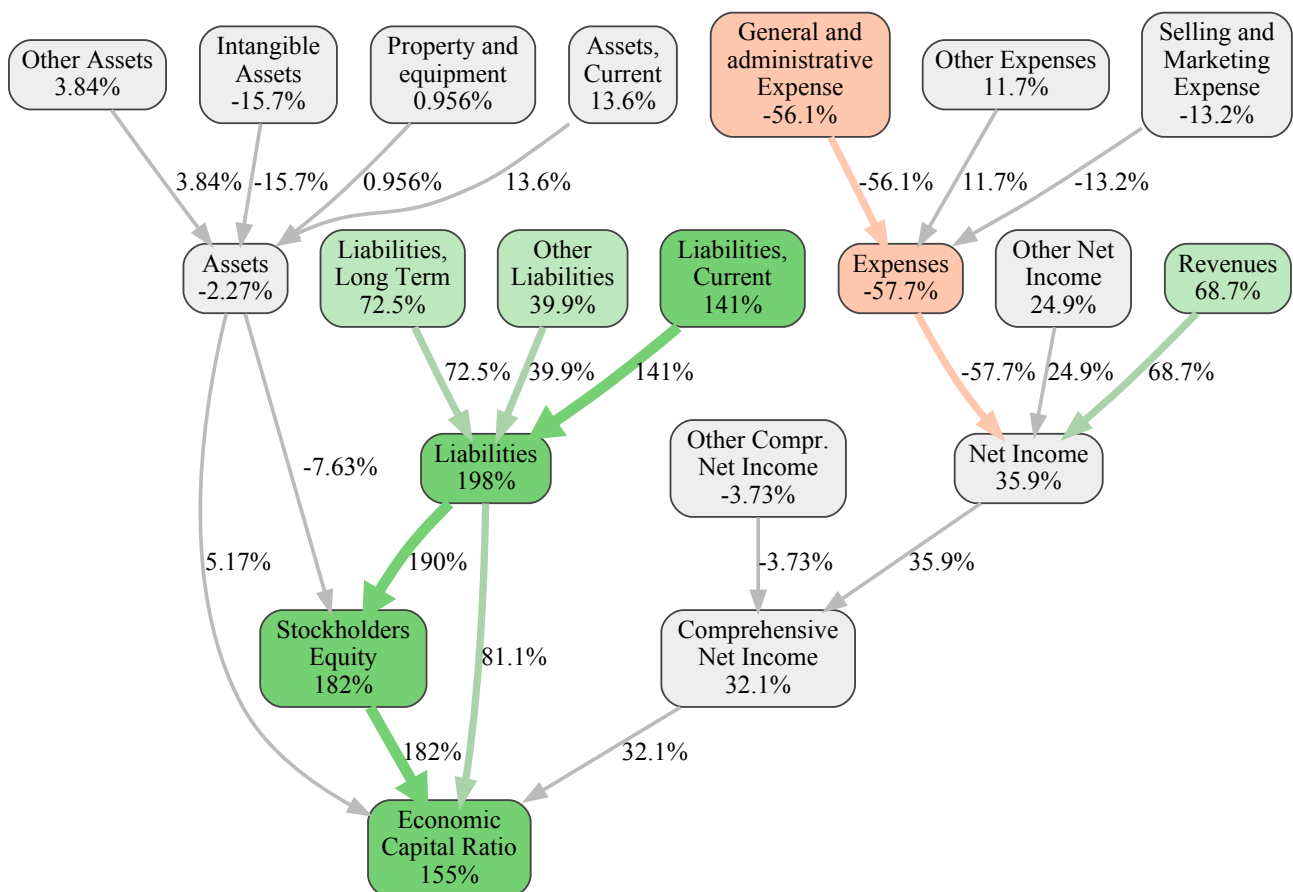 Other Assets
3.84%
Intangible
Assets
-15.7%
Property and
equipment
0.956%
Assets,
Current
13.6%
General and
administrative
Expense
-56.1%
Other Expenses
11.7%
Selling and
Marketing
Expense
-13.2%
3.84%
-15.7%
0.956%
13.6%
-56.1%
11.7%
-13.2%
Assets
-2.27%
Liabilities,
Long Term
72.5%
Other
Liabilities
39.9%
Liabilities,
Current
141%
Expenses
-57.7%
Other Net
Income
24.9%
Revenues
68.7%
72.5%
39.9%
141%
-57.7%
24.9%
68.7%
-7.63%
Liabilities
198%
Other Compr.
Net Income
-3.73%
Net Income
35.9%
5.17%
190%
-3.73%
35.9%
Stockholders
Equity
182%
81.1%
Comprehensive
Net Income
32.1%
182%
32.1%
Economic
Capital Ratio
155%